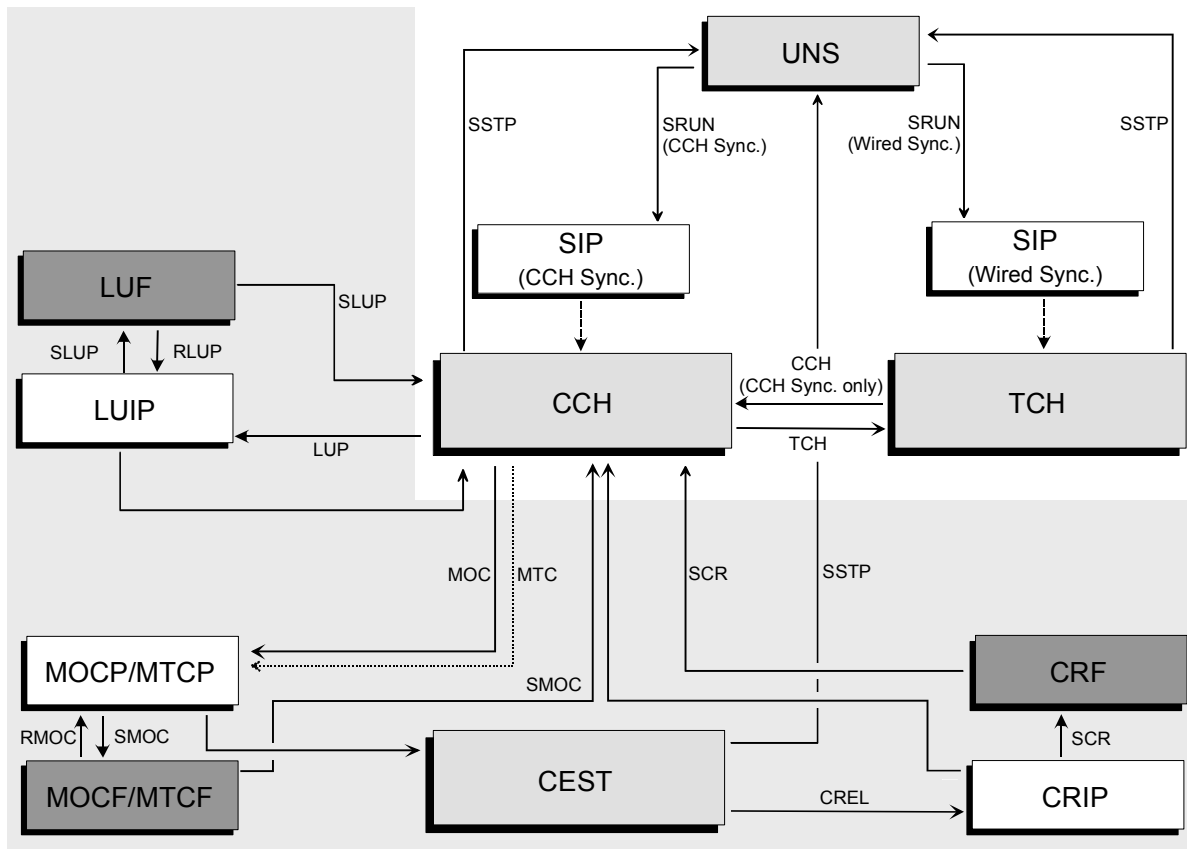 UNS
SSTP
SRUN
(CCH Sync.)
SRUN
(Wired Sync.)
SSTP
SIP
(CCH Sync.)
SIP
(Wired Sync.)
LUF
SLUP
SLUP
RLUP
LUIP
LUP
CCH
CCH
(CCH Sync. only)
TCH
TCH
MOC
MTC
SCR
SSTP
MOCP/MTCP
SMOC
CRF
RMOC
SMOC
SCR
MOCF/MTCF
CEST
CREL
CRIP